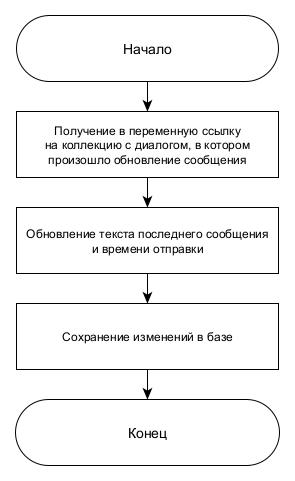 Начало
Получение в переменную ссылку
на коллекцию с диалогом, в котором
произошло обновление сообщения
Обновление текста последнего сообщения
и времени отправки
Сохранение изменений в базе
Конец